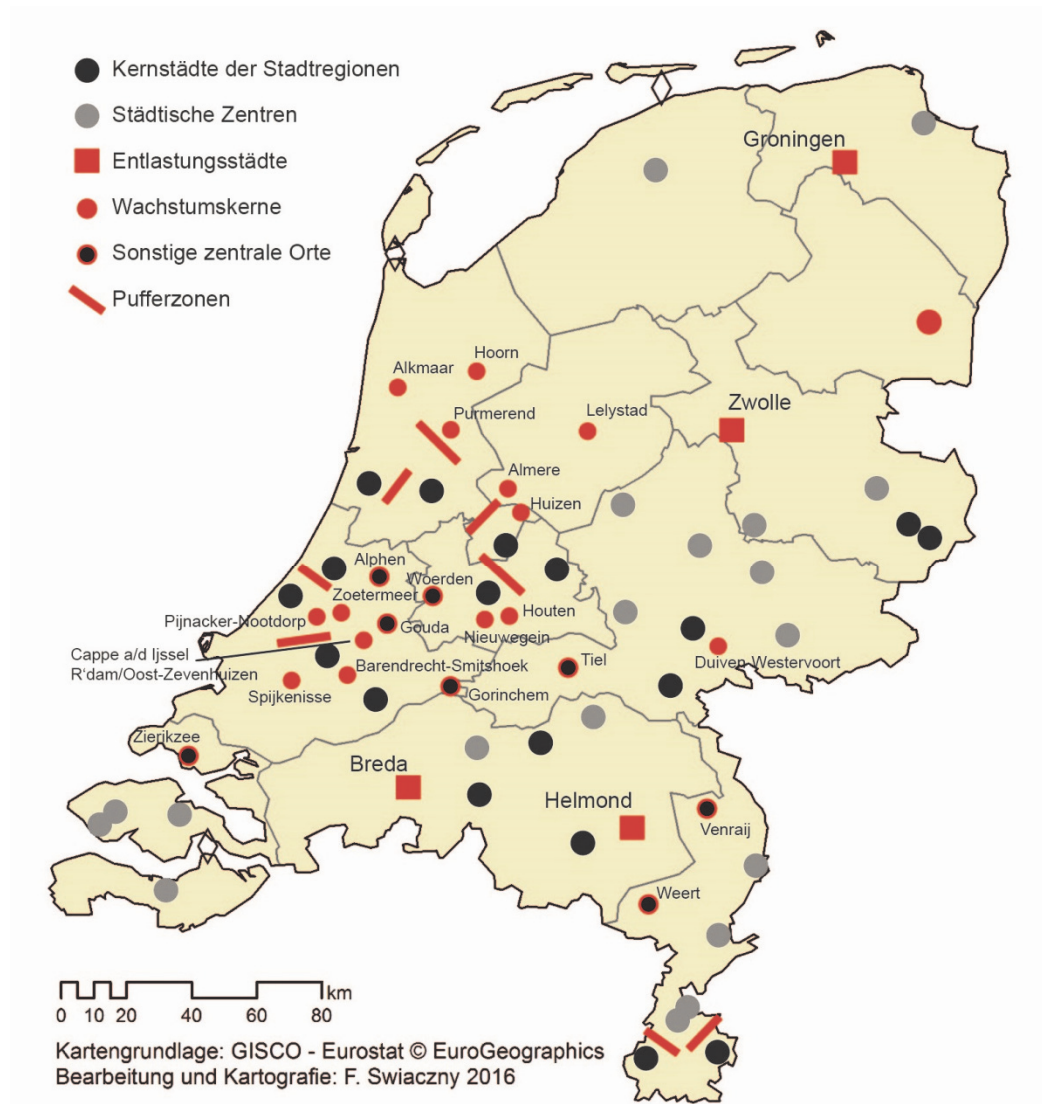 Kernstädte der Stadtregionen
Städtische Zentren
Entlastungsstädte
Wachstumskerne
Sonstige zentrale Orte
Pufferzonen
Groningen
Hoorn
Alkmaar
Purmerend
Lelystad
Zwolle
Almere
Huizen
Alphen
Woerden
Zoetermeer
Pijnacker-Nootdorp
Houten
Gouda
Nieuwegein
Cappe a/d Ijssel
R'dam/Oost-Zevenhuizen
Barendrecht-Smitshoek
Tiel
Duiven-Westervoort
Spijkenisse
Gorinchem
Zierikzee
Breda
Helmond
Venraij
Weert
km
0 10 20 40 60 80
Kartengrundlage: GISCO - Eurostat © EuroGeographics
Bearbeitung und Kartografie: F. Swiaczny 2016